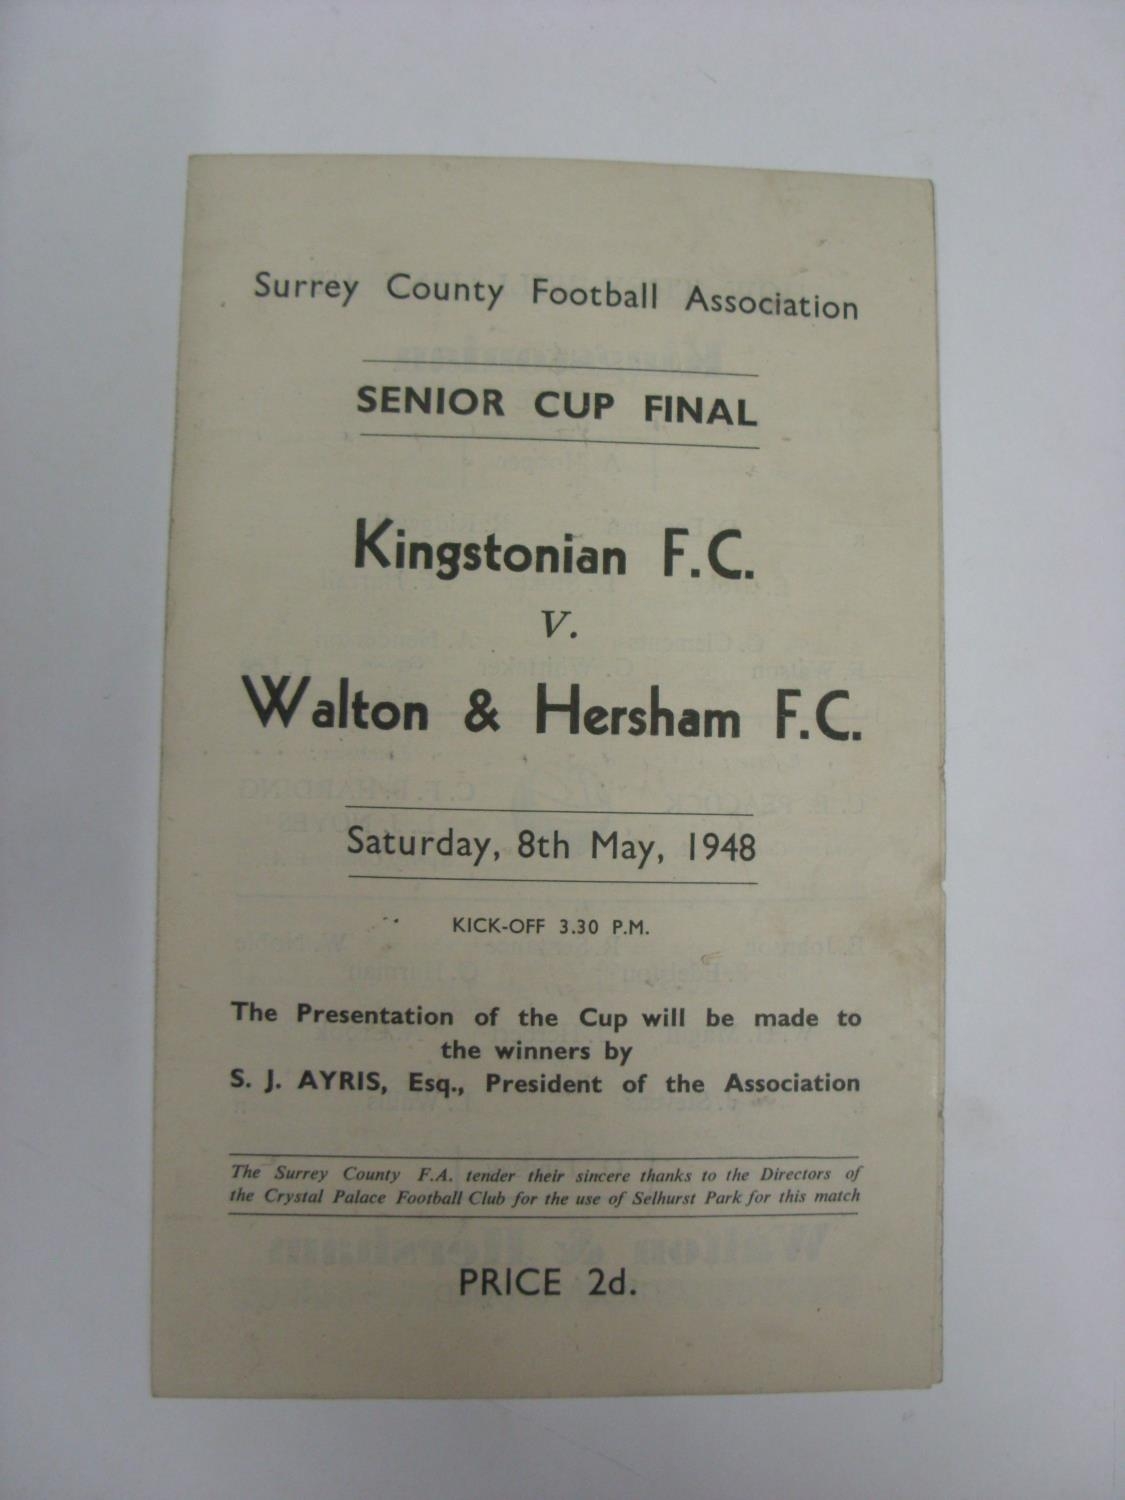 Surrey County Football Association
SENIOR CUP FINAL
Kingstonian F.C.
v.
Walton & Hersham F.C.
Saturday, 8th May, 1948
KICK-OFF 3.30 P.M.
The Presentation of the Cup will be made to
the winners by
S. J. AYRIS, Esq., President of the Association
The Surrey County F.A. tender their sincere thanks to the Directors of
the Crystal Palace Football Club for the use of Selhurst Park for this match
PRICE 2d.